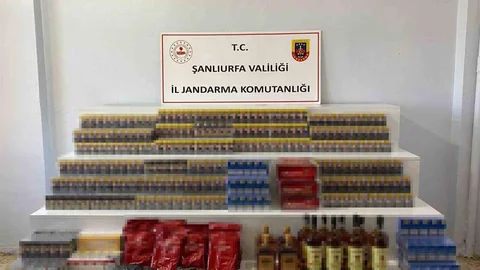 T.C.
ŞANLIURFA VALİLİĞİ
İL JANDARMA KOMUTANLIĞI